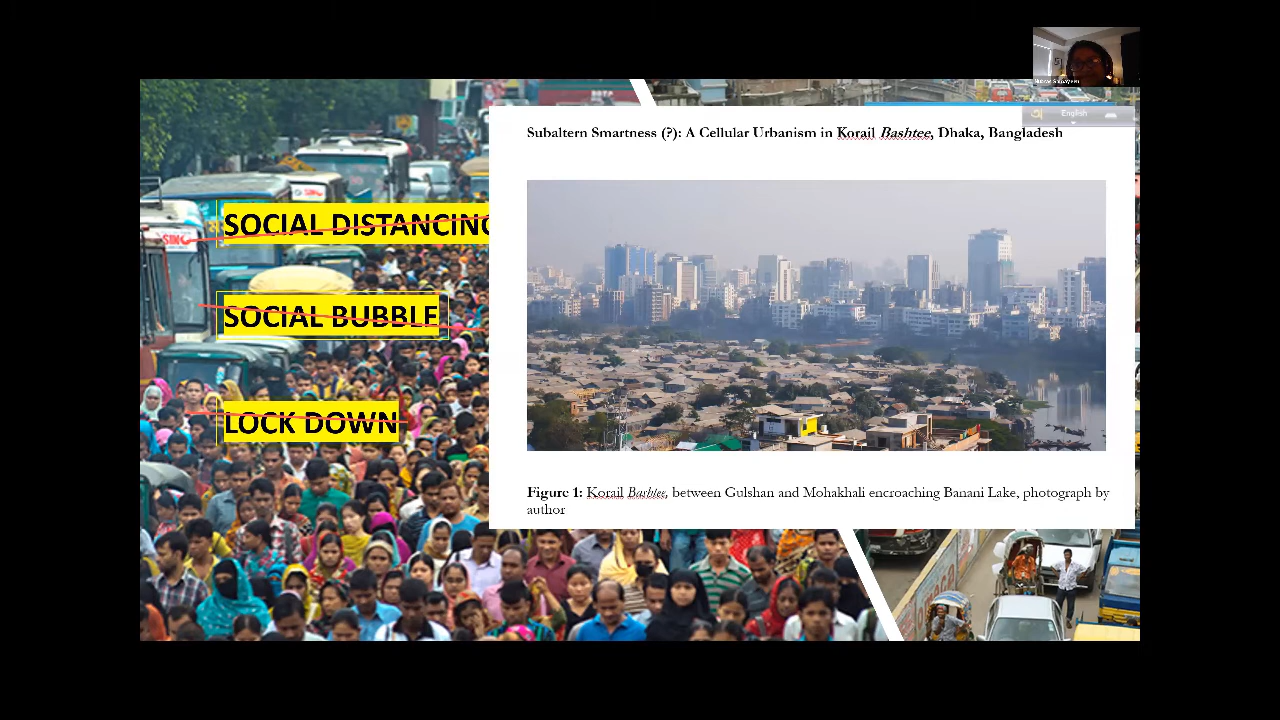 English
Subaltern Smartness (?): A Cellular Urbanism in Korail Bashtee, Dhaka, Bangladesh
SOCIAL DISTANCING
SOCIAL BUBBLE
LOCK DOWN
Figure 1: Korail Bashtee, between Gulshan and Mohakhali encroaching Banani Lake, photograph by
author